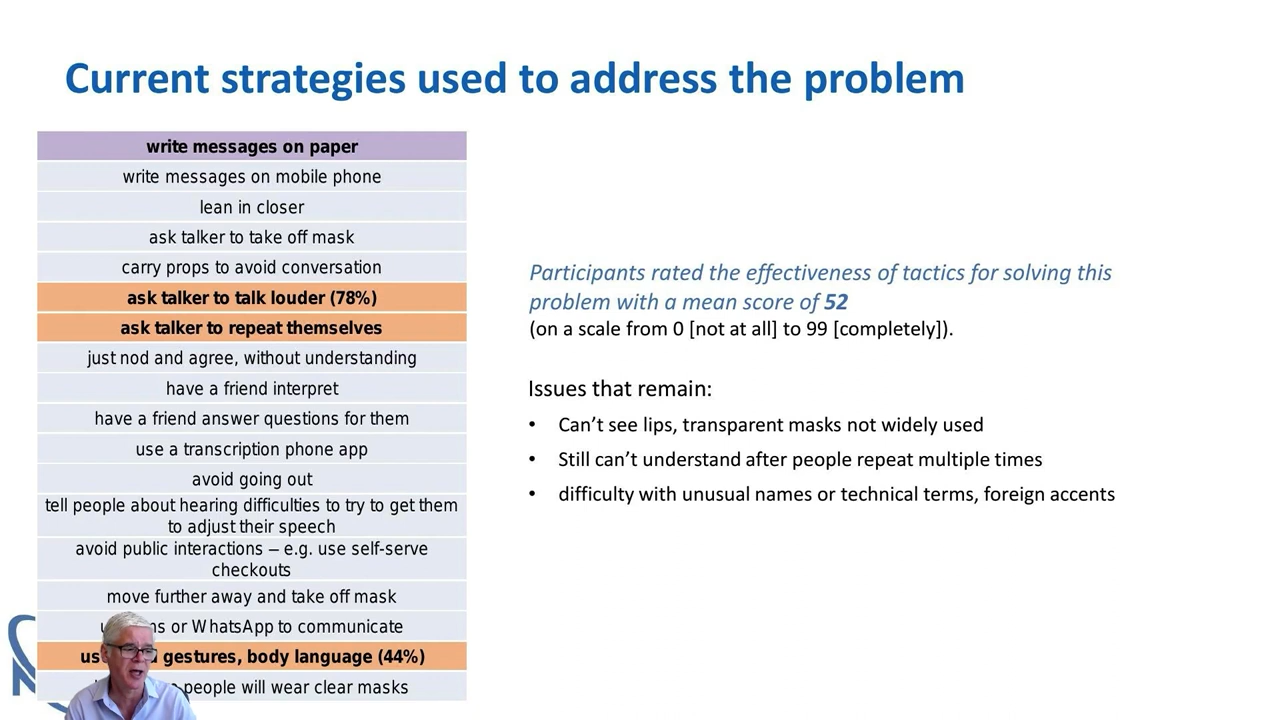 Current strategies used to address the problem
write messages on paper
write messages on mobile phone
lean in closer
ask talker to take off mask
carry props to avoid conversation
ask talker to talk louder (78%)
ask talker to repeat themselves
just nod and agree, without understanding
have a friend interpret
have a friend answer questions for them
use a transcription phone app
avoid going out
tell people about hearing difficulties to try to get them
to adjust their speech
avoid public interactions – e.g. use self-serve
checkouts
move further away and take off mask
or WhatsApp to communicate
gestures, body language (44%)
people will wear clear masks
Participants rated the effectiveness of tactics for solving this
problem with a mean score of 52
(on a scale from 0 [not at all] to 99 [completely]).
Issues that remain:
• Can't see lips, transparent masks not widely used
• Still can't understand after people repeat multiple times
• difficulty with unusual names or technical terms, foreign accents